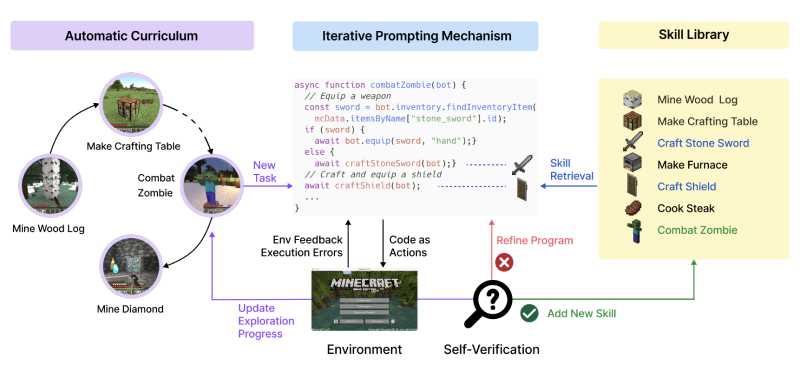 Automatic Curriculum
Iterative Prompting Mechanism
Skill Library
Make Crafting Table
Combat
Zombie
Mine Wood Log
Mine Diamond
New
Task
async function combatZombie(bot) {
// Equip a weapon
const sword = bot.inventory.findInventoryItem(
mcData.itemsByName["stone_sword"].id);
if (sword) {
await bot.equip(sword, "hand");}
else {
await craftStoneSword(bot);}
// Craft and equip a shield
await craftShield(bot);
...
}
Skill
Retrieval
Mine Wood Log
Make Crafting Table
Craft Stone Sword
Make Furnace
Craft Shield
Cook Steak
Combat Zombie
Env Feedback
Execution Errors
Code as
Actions
Refine Program
Update
Exploration
Progress
MINECRAFT
Environment
?
Self-Verification
Add New Skill